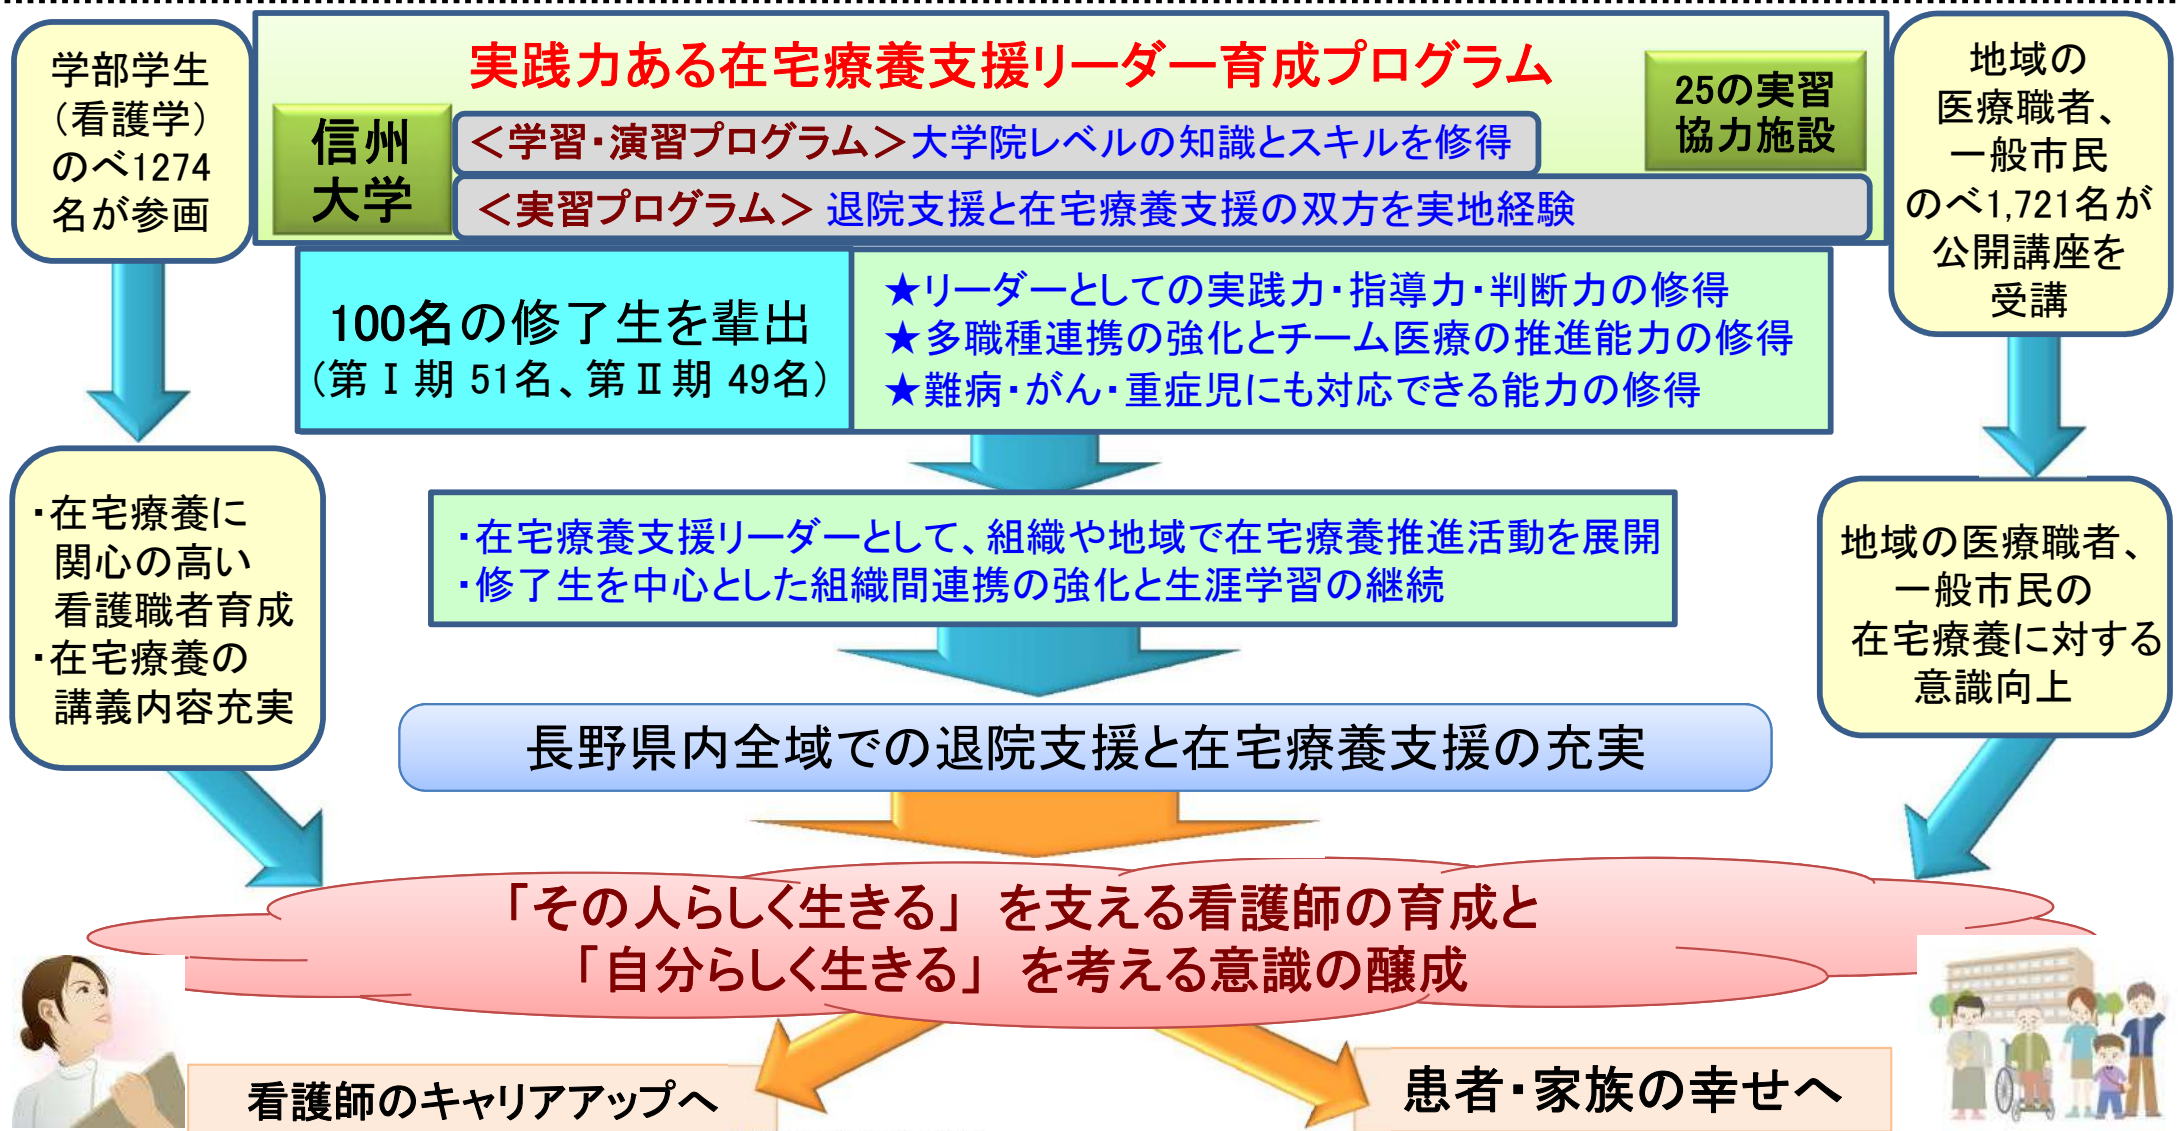 学部学生
（看護学）
のべ1274
名が参画
実践力ある在宅療養支援リーダー育成プログラム
信州
大学
＜学習・演習プログラム＞大学院レベルの知識とスキルを修得
＜実習プログラム＞ 退院支援と在宅療養支援の双方を実地経験
25の実習
協力施設
地域の
医療職者、
一般市民
のべ1,721名が
公開講座を
受講
100名の修了生を輩出
（第Ⅰ期 51名、第Ⅱ期 49名）
★リーダーとしての実践力・指導力・判断力の修得
★多職種連携の強化とチーム医療の推進能力の修得
★難病・がん・重症児にも対応できる能力の修得
・在宅療養に
関心の高い
看護職者育成
・在宅療養の
講義内容充実
・在宅療養支援リーダーとして、組織や地域で在宅療養推進活動を展開
・修了生を中心とした組織間連携の強化と生涯学習の継続
地域の医療職者、
一般市民の
在宅療養に対する
意識向上
長野県内全域での退院支援と在宅療養支援の充実
「その人らしく生きる」 を支える看護師の育成と
「自分らしく生きる」 を考える意識の醸成
看護師のキャリアアップへ
患者・家族の幸せへ